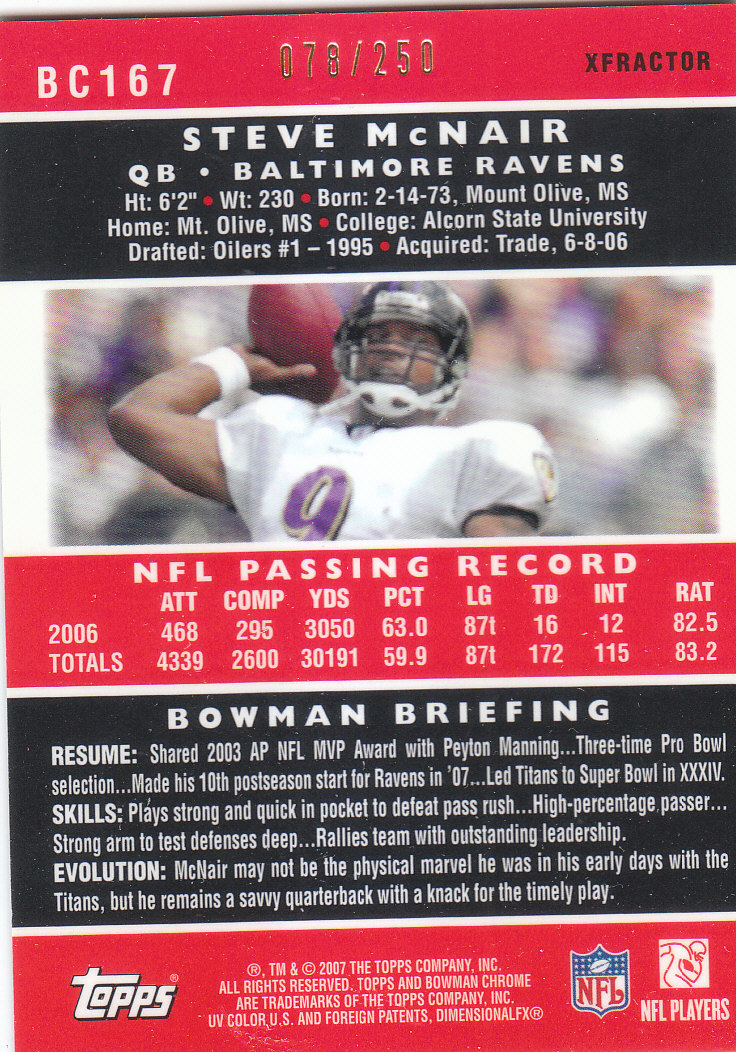 BC167 078/250 XFRACTOR
STEVE McNAIR
QB • BALTIMORE RAVENS
Ht: 6'2" • Wt: 230 • Born: 2-14-73, Mount Olive, MS
Home: Mt. Olive, MS • College: Alcorn State University
Drafted: Oilers #1 – 1995 • Acquired: Trade, 6-8-06
9
NFL PASSING RECORD
ATT COMP YDS PCT LG TD INT RAT
2006 468 295 3050 63.0 87t 16 12 82.5
TOTALS 4339 2600 30191 59.9 87t 172 115 83.2
BOWMAN BRIEFING
RESUME: Shared 2003 AP NFL MVP Award with Peyton Manning...Three-time Pro Bowl
selection...Made his 10th postseason start for Ravens in '07...Led Titans to Super Bowl in XXXIV.
SKILLS: Plays strong and quick in pocket to defeat pass rush...High-percentage passer...
Strong arm to test defenses deep...Rallies team with outstanding leadership.
EVOLUTION: McNair may not be the physical marvel he was in his early days with the
Titans, but he remains a savvy quarterback with a knack for the timely play.
Topps®
®, TM & © 2007 THE TOPPS COMPANY, INC.
ALL RIGHTS RESERVED. TOPPS AND BOWMAN CHROME
ARE TRADEMARKS OF THE TOPPS COMPANY, INC.
UV COLOR U.S. AND FOREIGN PATENTS, DIMENSIONALFX®
NFL
NFL PLAYERS